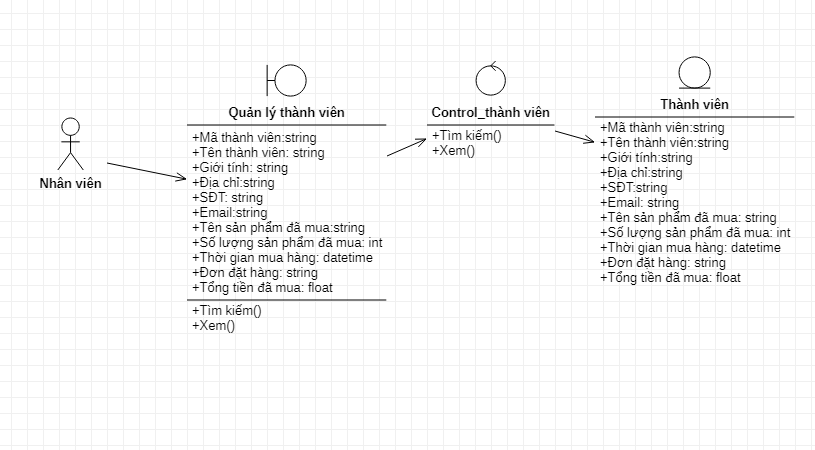 Nhân viên
Quản lý thành viên
+Mã thành viên:string
+Tên thành viên: string
+Giới tính: string
+Địa chỉ:string
+SĐT: string
+Email:string
+Tên sản phẩm đã mua:string
+Số lượng sản phẩm đã mua: int
+Thời gian mua hàng: datetime
+Đơn đặt hàng: string
+Tổng tiền đã mua: float
+Tìm kiếm()
+Xem()
Control_thành viên
+Tìm kiếm()
+Xem()
Thành viên
+Mã thành viên:string
+Tên thành viên:string
+Giới tính:string
+Địa chỉ:string
+SĐT:string
+Email: string
+Tên sản phẩm đã mua: string
+Số lượng sản phẩm đã mua: int
+Thời gian mua hàng: datetime
+Đơn đặt hàng: string
+Tổng tiền đã mua: float